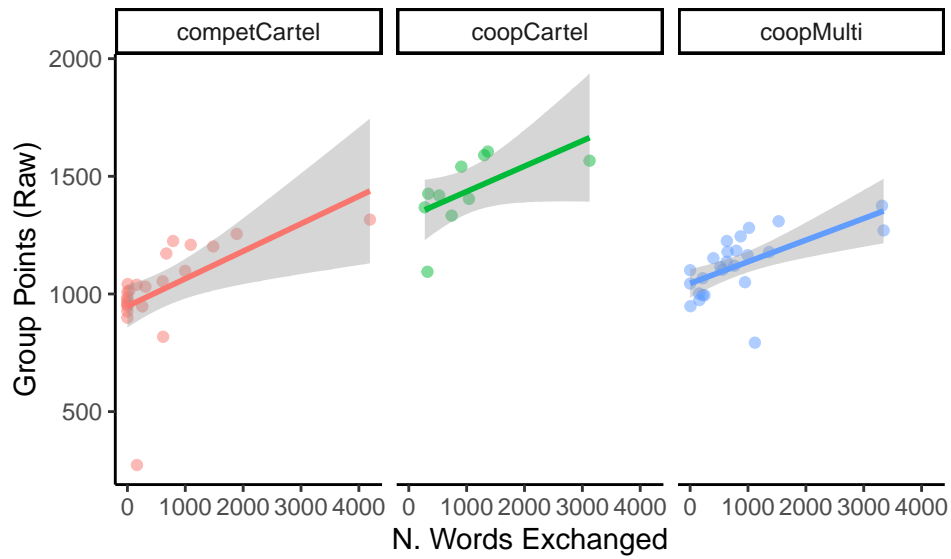 competCartel coopCartel coopMulti
2000
1500
1000
500
Group Points (Raw)
0 1000 2000 3000 4000 0 1000 2000 3000 4000 0 1000 2000 3000 4000
N. Words Exchanged